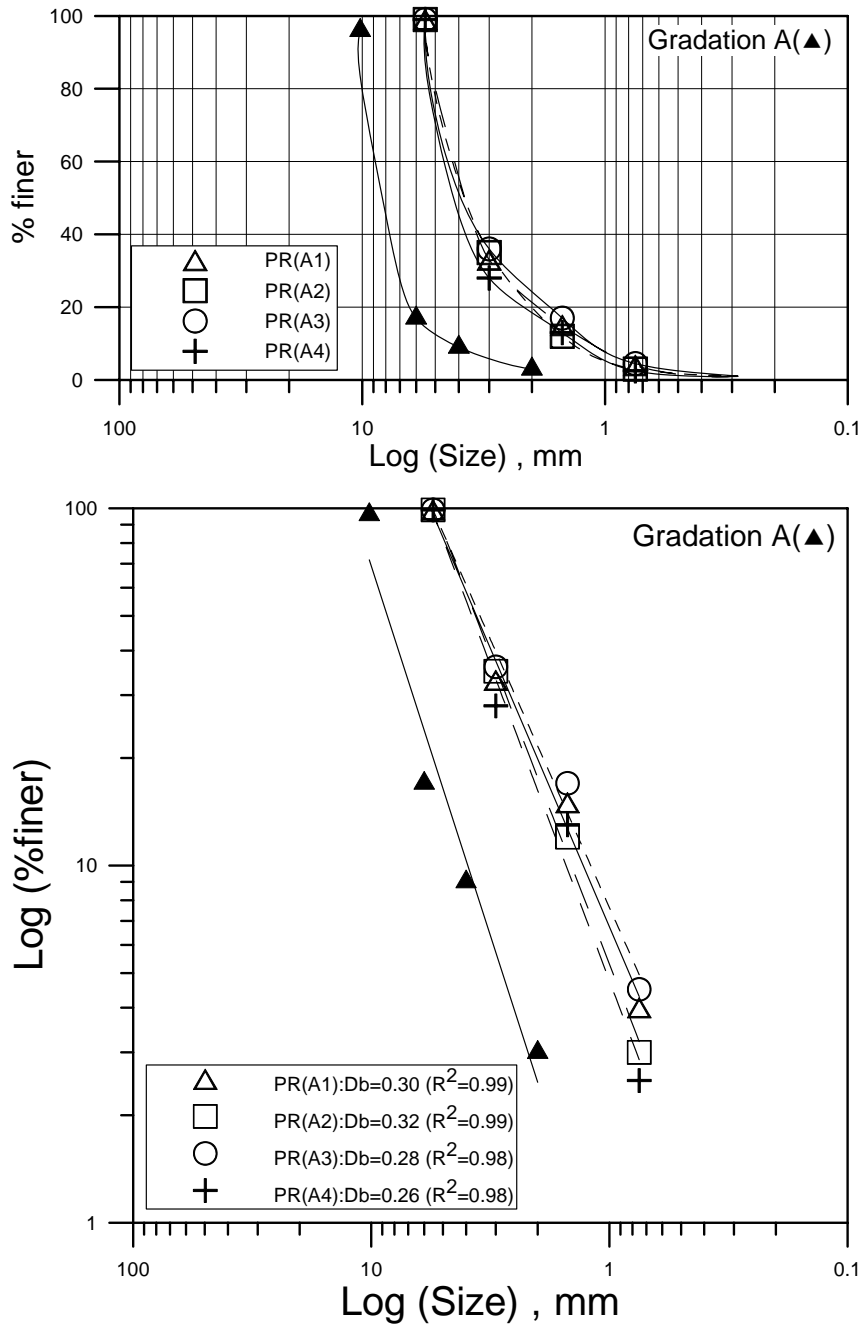 100
80
60
40
20
0
% finer
Gradation A(▲)
PR(A1)
PR(A2)
PR(A3)
PR(A4)
100
10
1
0.1
Log (Size) , mm
100
10
1
Log (%finer)
Gradation A(▲)
PR(A1):Db=0.30 (R²=0.99)
PR(A2):Db=0.32 (R²=0.99)
PR(A3):Db=0.28 (R²=0.98)
PR(A4):Db=0.26 (R²=0.98)
100
10
1
0.1
Log (Size) , mm